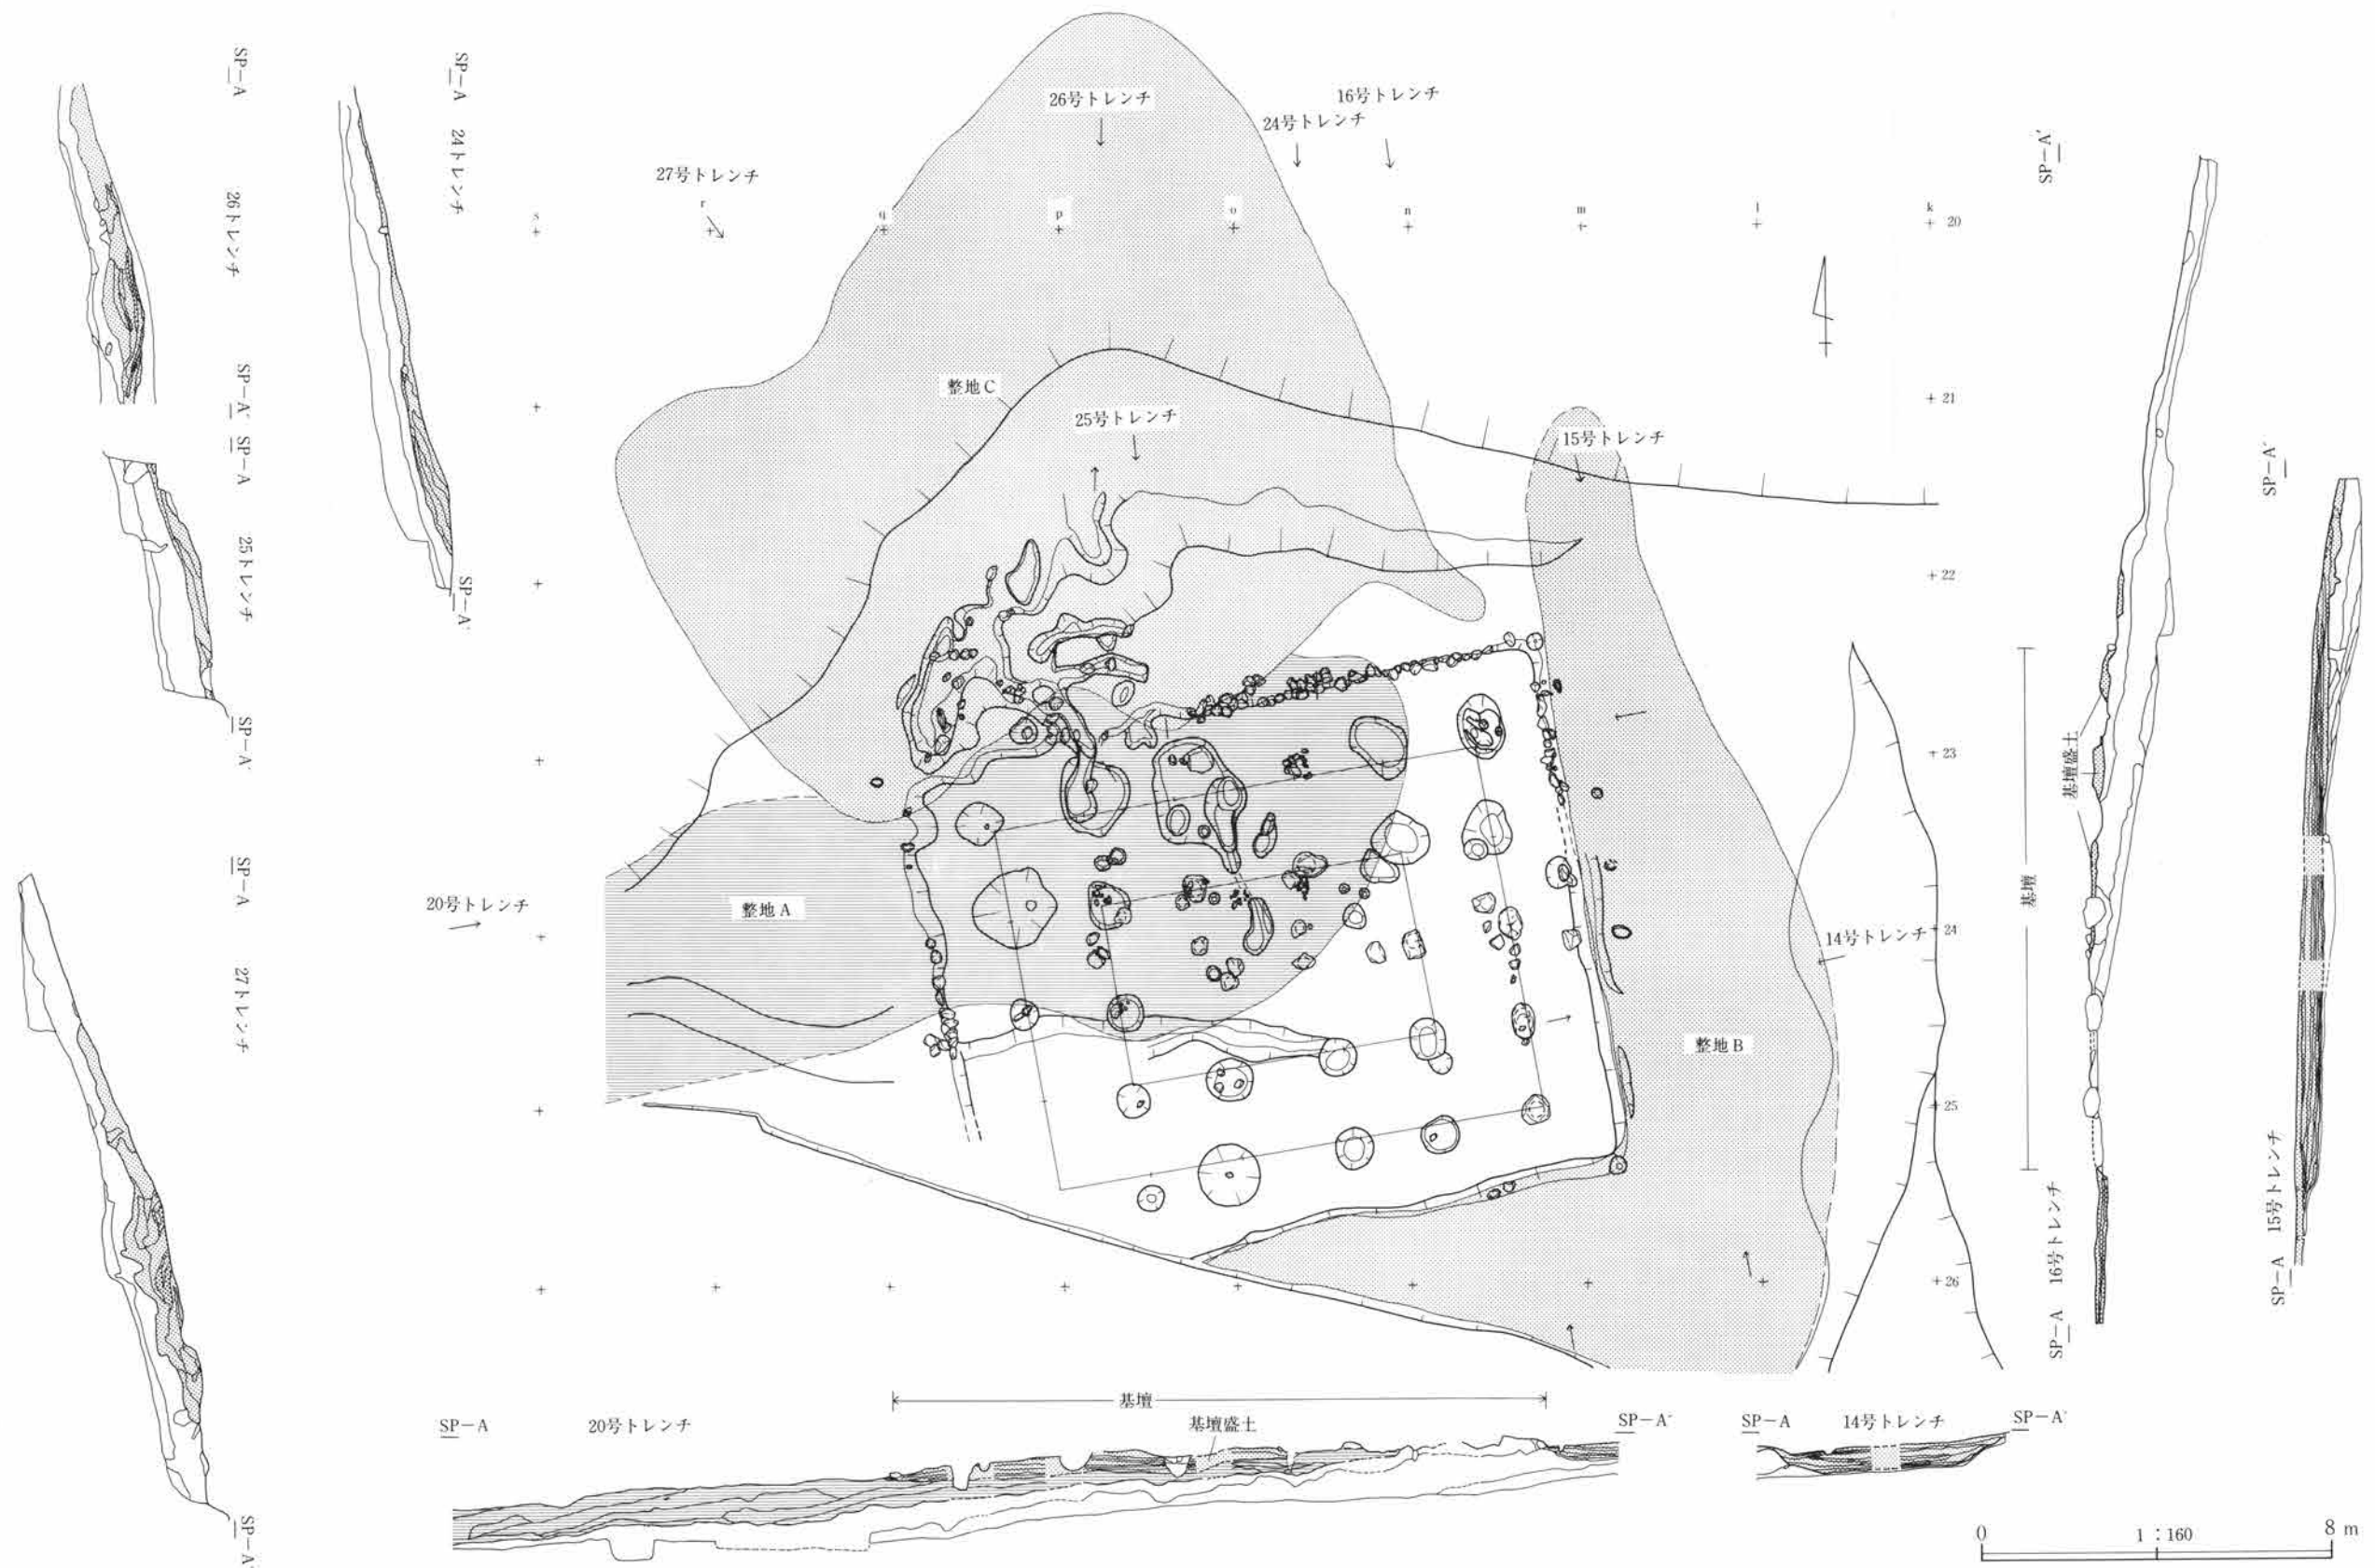 SP-A
26トレンチ
SP-A'
SP-A
25トレンチ
SP-A'
SP-A
27トレンチ
SP-A'
SP-A
24トレンチ
SP-A'
26号トレンチ
16号トレンチ
24号トレンチ
27号トレンチ
s
r
q
p
o
n
m
l
k
20
21
22
23
24
25
26
整地C
25号トレンチ
15号トレンチ
20号トレンチ
整地A
14号トレンチ
整地B
SP-A'
基壇盛土
基壇
16号トレンチ
SP-A
SP-A'
15号トレンチ
SP-A
基壇
SP-A
20号トレンチ
基壇盛土
SP-A'
SP-A
14号トレンチ
SP-A'
0
1:160
8 m